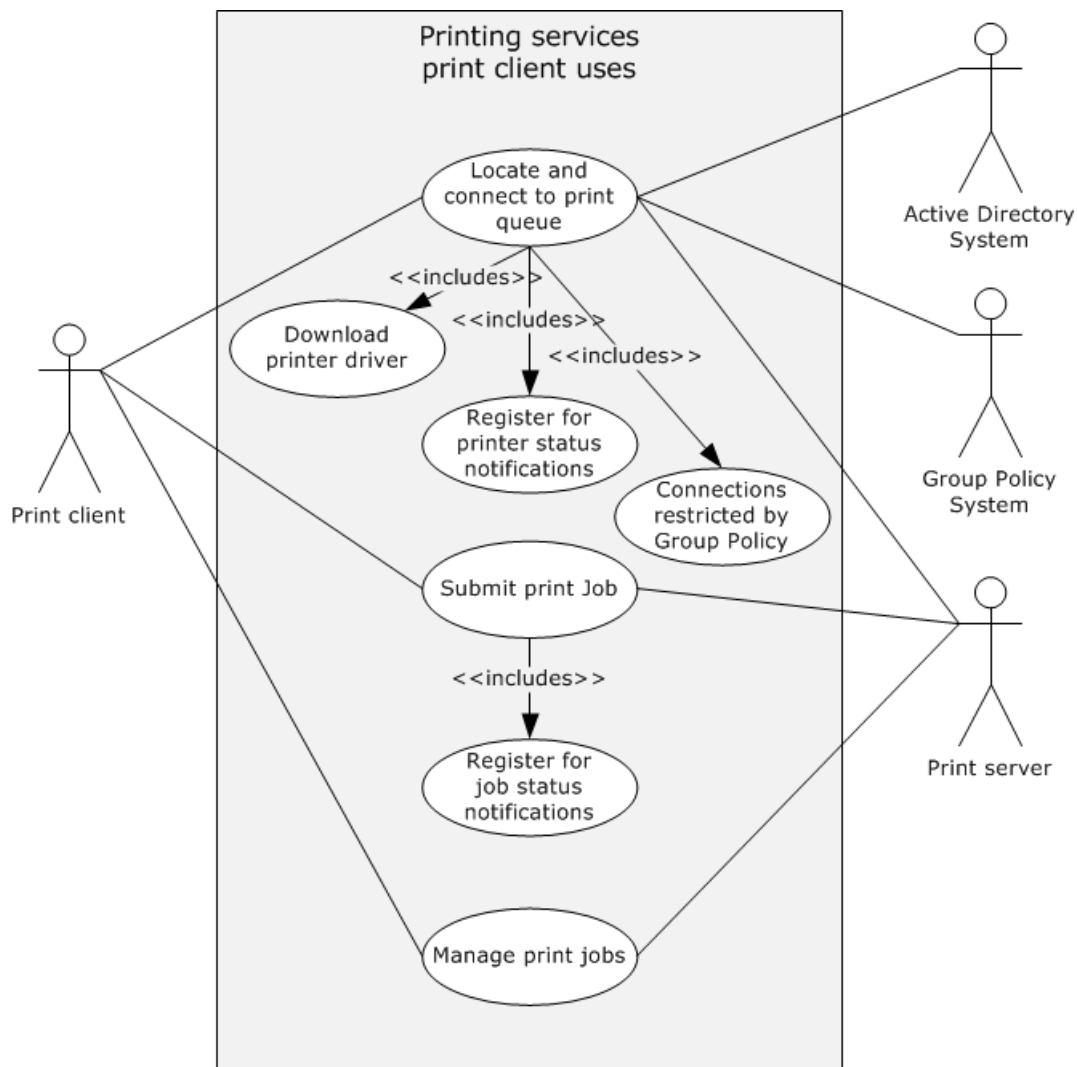 Printing services
print client uses
Locate and
connect to print
queue
Active Directory
System
<<includes>>
Download
printer driver
<<includes>>
<<includes>>
Register for
printer status
notifications
Connections
restricted by
Group Policy
Group Policy
System
Print client
Submit print Job
<<includes>>
Register for
job status
notifications
Print server
Manage print jobs